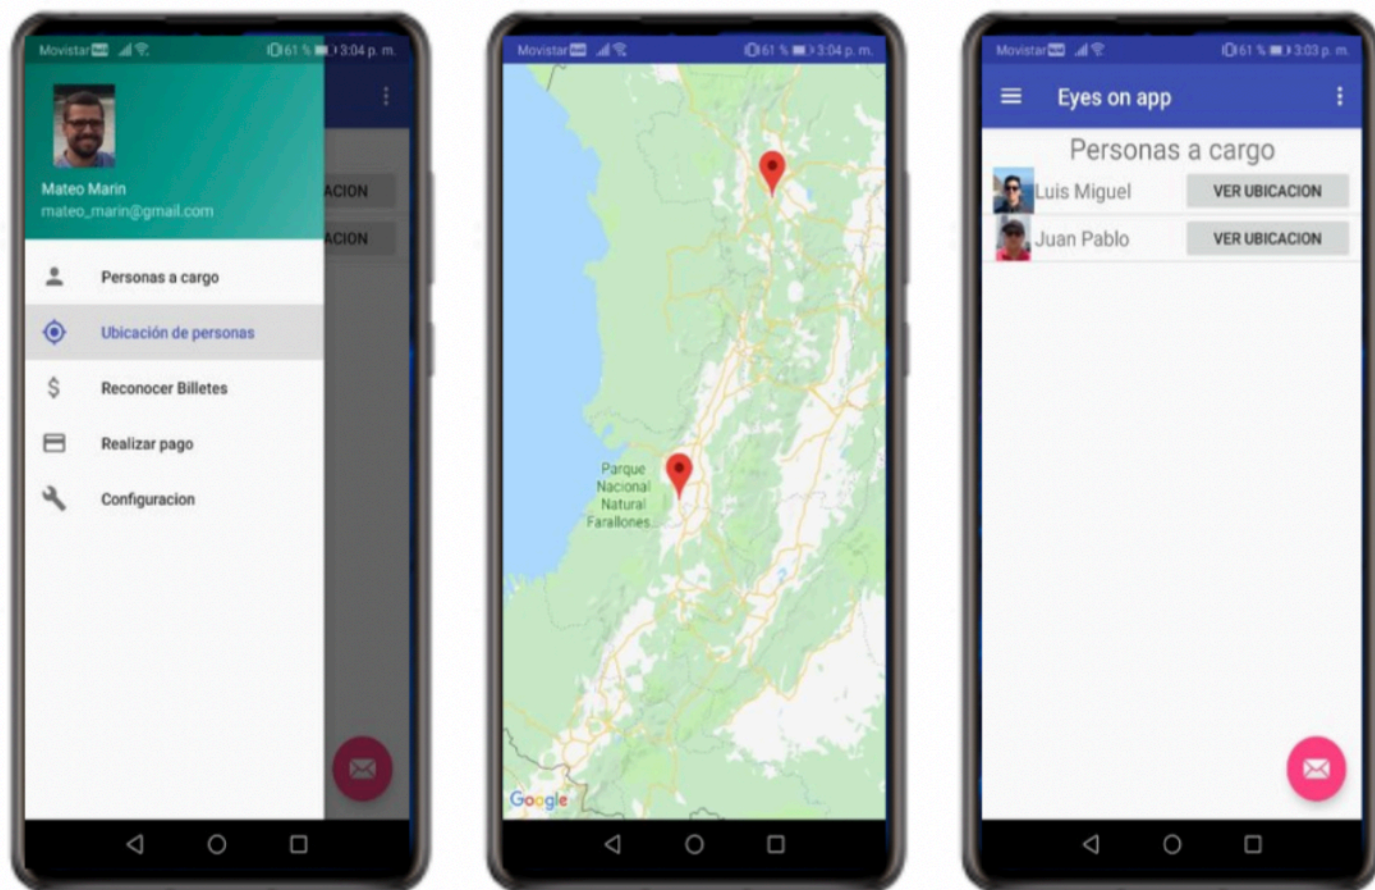 Movistar
61 % 3:04 p. m.
ACION
ACION
Mateo Marin
mateo_marin@gmail.com
Personas a cargo
Ubicación de personas
Reconocer Billetes
Realizar pago
Configuracion
Movistar
61 % 3:04 p. m.
Parque
Nacional
Natural
Farallones...
Google
Movistar
61 % 3:03 p. m.
Eyes on app
Personas a cargo
Luis Miguel VER UBICACION
Juan Pablo VER UBICACION